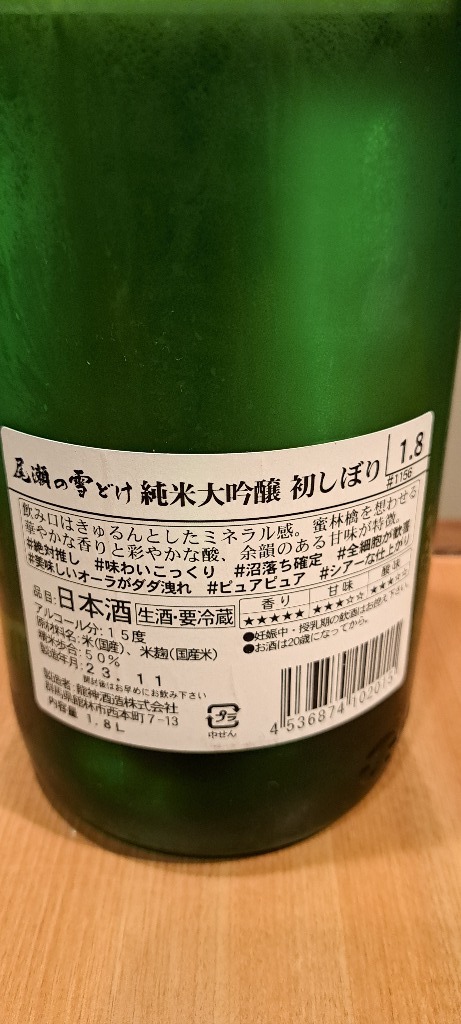 尾瀬の雪どけ 純米大吟醸 初しぼり
1.8
#1156
飲み口はきゅるんとしたミネラル感。蜜林檎を想わせる
華やかな香りと彩やかな酸、余韻のある甘味が特徴。
#絶対推し #味わいこっくり #沼落ち確定 #全細胞が歓喜
#美味しいオーラがダダ洩れ #ピュアピュア #シアーな仕上がり
品目:日本酒 生酒・要冷蔵
香り 甘味 酸味
★★★★★ ★★★☆☆ ★★★☆☆
アルコール分:15度
原材料名:米(国産)、米麹(国産米)
精米歩合:50%
製造年月:23.11
開封後はお早めにお飲み下さい
製造者:龍神酒造株式会社
群馬県館林市西本町7-13
内容量 1.8L
●妊娠中・授乳期の飲酒はお控え下さい。
●お酒は20歳になってから。
プラ
中せん
4 536874 102015